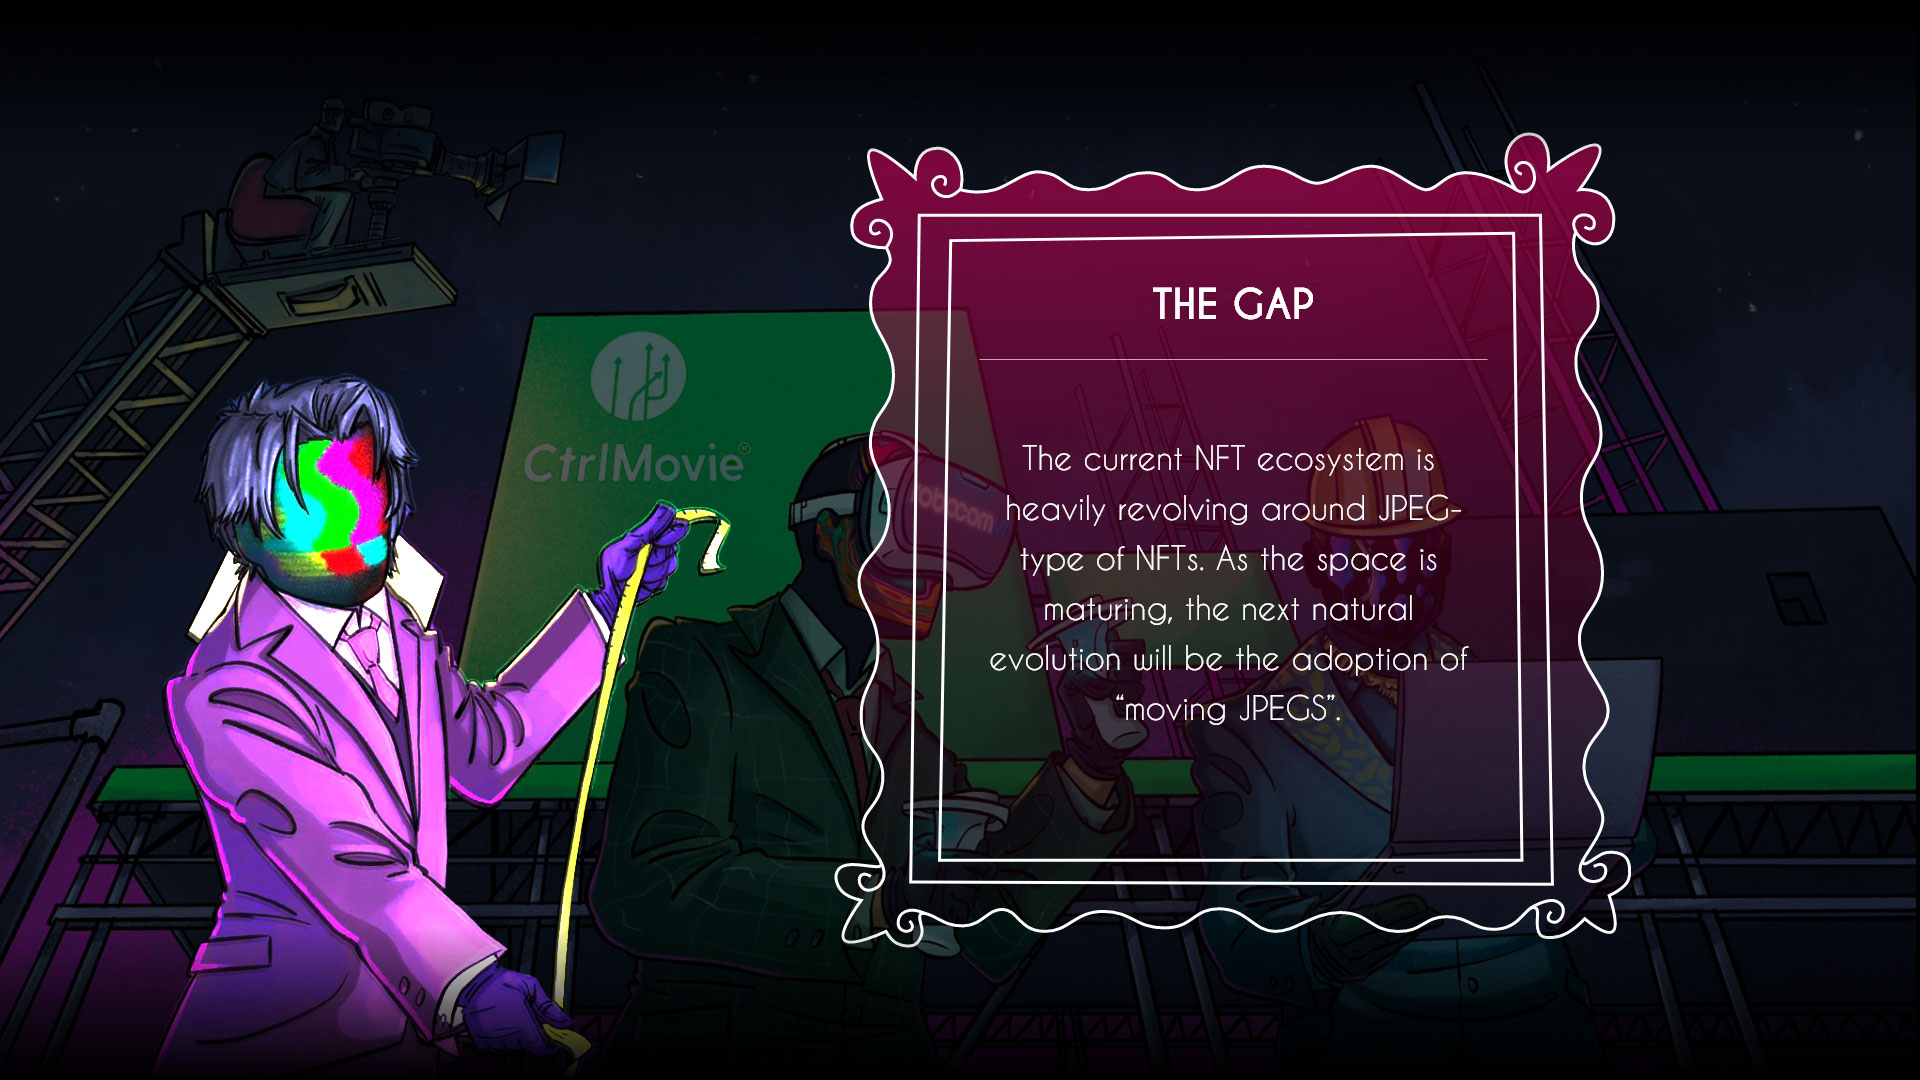 CtrlMovie®
THE GAP
The current NFT ecosystem is
heavily revolving around JPEG-
type of NFTs. As the space is
maturing, the next natural
evolution will be the adoption of
“moving JPEGS”.